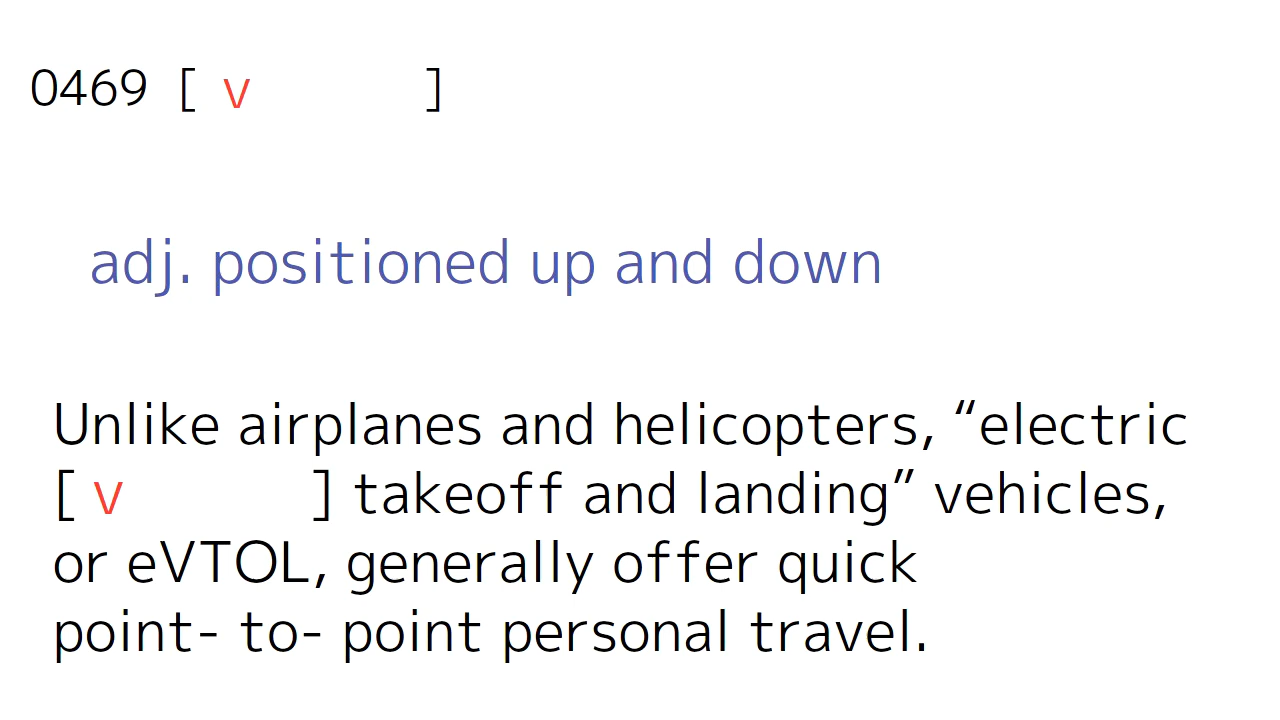 0469 [ v ]
adj. positioned up and down
Unlike airplanes and helicopters, “electric
[ v ] takeoff and landing” vehicles,
or eVTOL, generally offer quick
point- to- point personal travel.